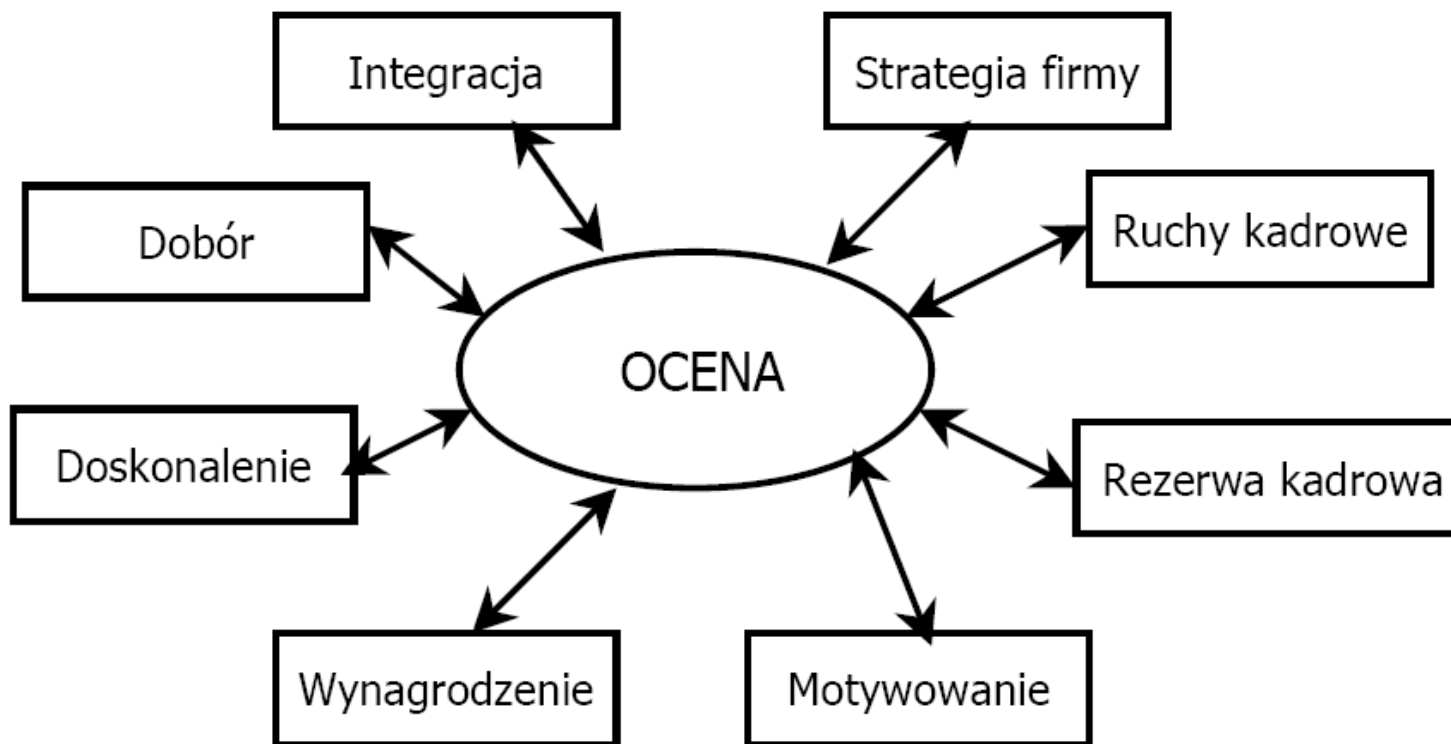 Integracja
Strategia firmy
Dobór
Ruchy kadrowe
OCENA
Doskonalenie
Rezerwa kadrowa
Wynagrodzenie
Motywowanie